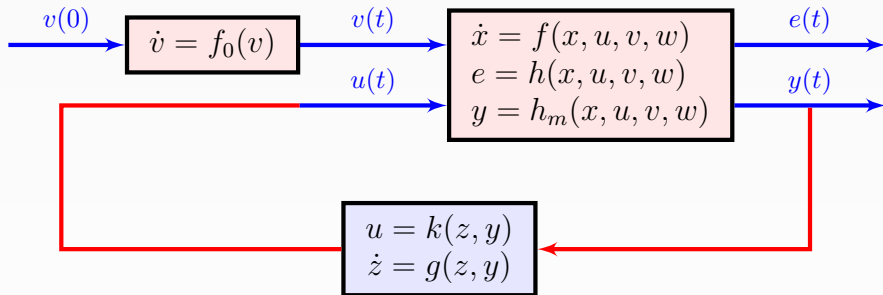 v(0)
v̇ = f₀(v)
v(t)
u(t)
ẋ = f(x, u, v, w)
e = h(x, u, v, w)
y = hₘ(x, u, v, w)
e(t)
y(t)
u = k(z, y)
ż = g(z, y)